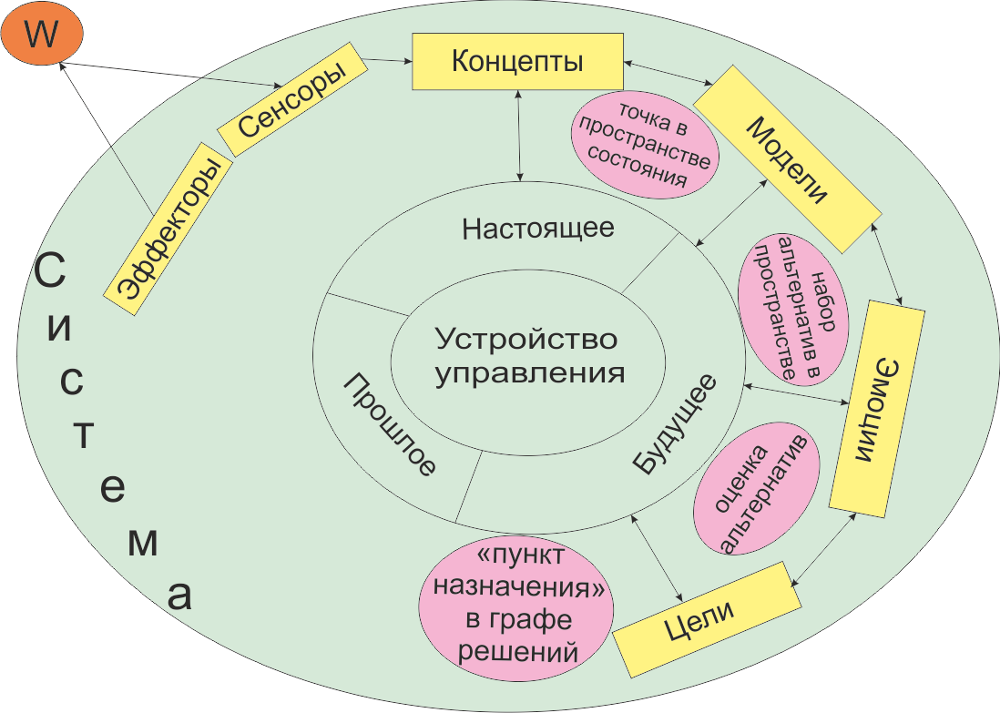 W
Сенсоры
Эффекторы
Концепты
точка в
пространстве
состояния
Модели
набор
альтернатив в
пространстве
Эмоции
оценка
альтернатив
Цели
«пункт
назначения»
в графе
решений
Настоящее
Будущее
Прошлое
Устройство
управления
Система